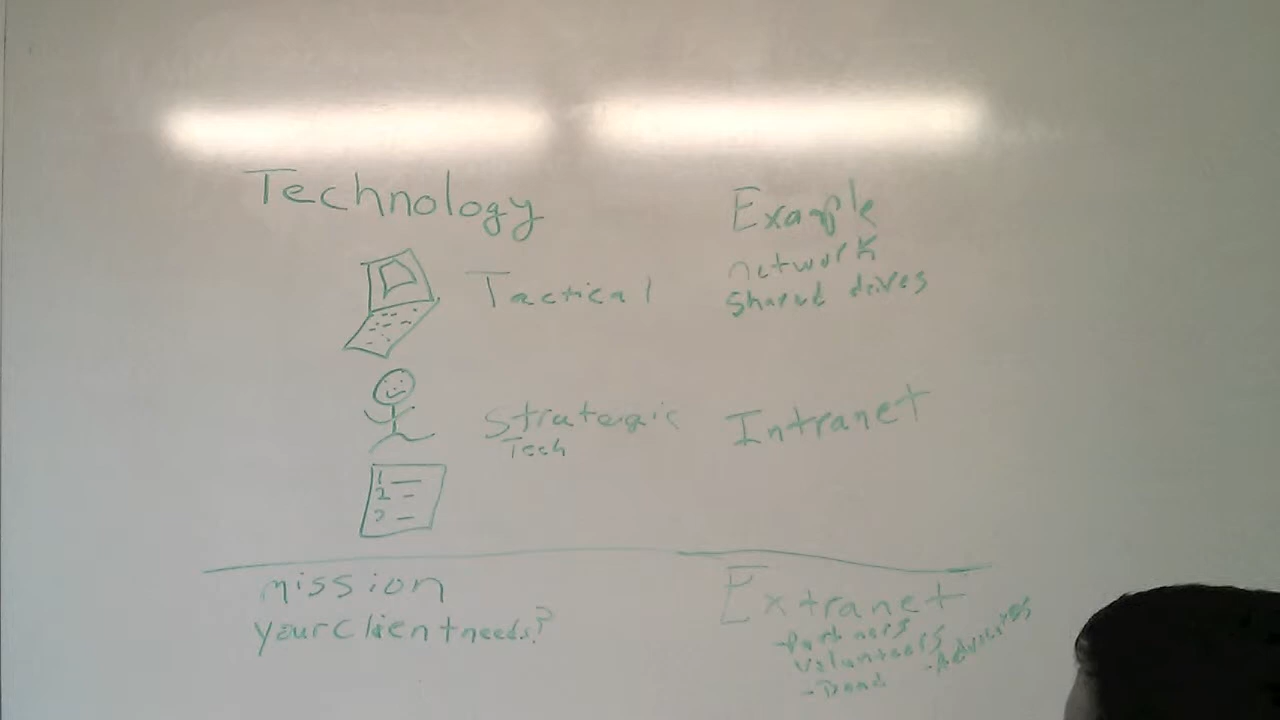 Technology
Example
network
Tactical
shared drives
Strategic
Tech
Intranet
1
2
mission
Extranet
your client needs?
-Partners
volunteers
-Board